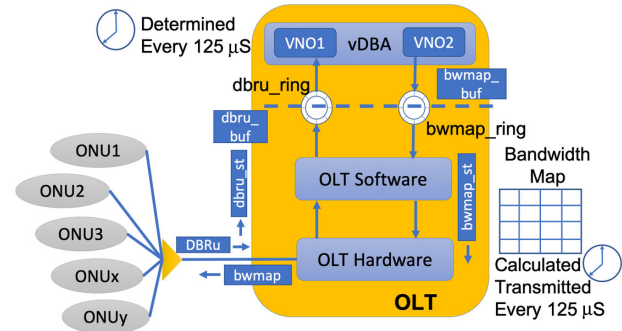 Determined
Every 125 μS
VNO1
vDBA
VNO2
dbru_ring
bwmap_
buf
dbru_
buf
bwmap_ring
ONU1
ONU2
ONU3
ONUx
ONUy
dbru_st
OLT Software
bwmap_st
Bandwidth
Map
DBRu
bwmap
OLT Hardware
OLT
Calculated
Transmitted
Every 125 μS